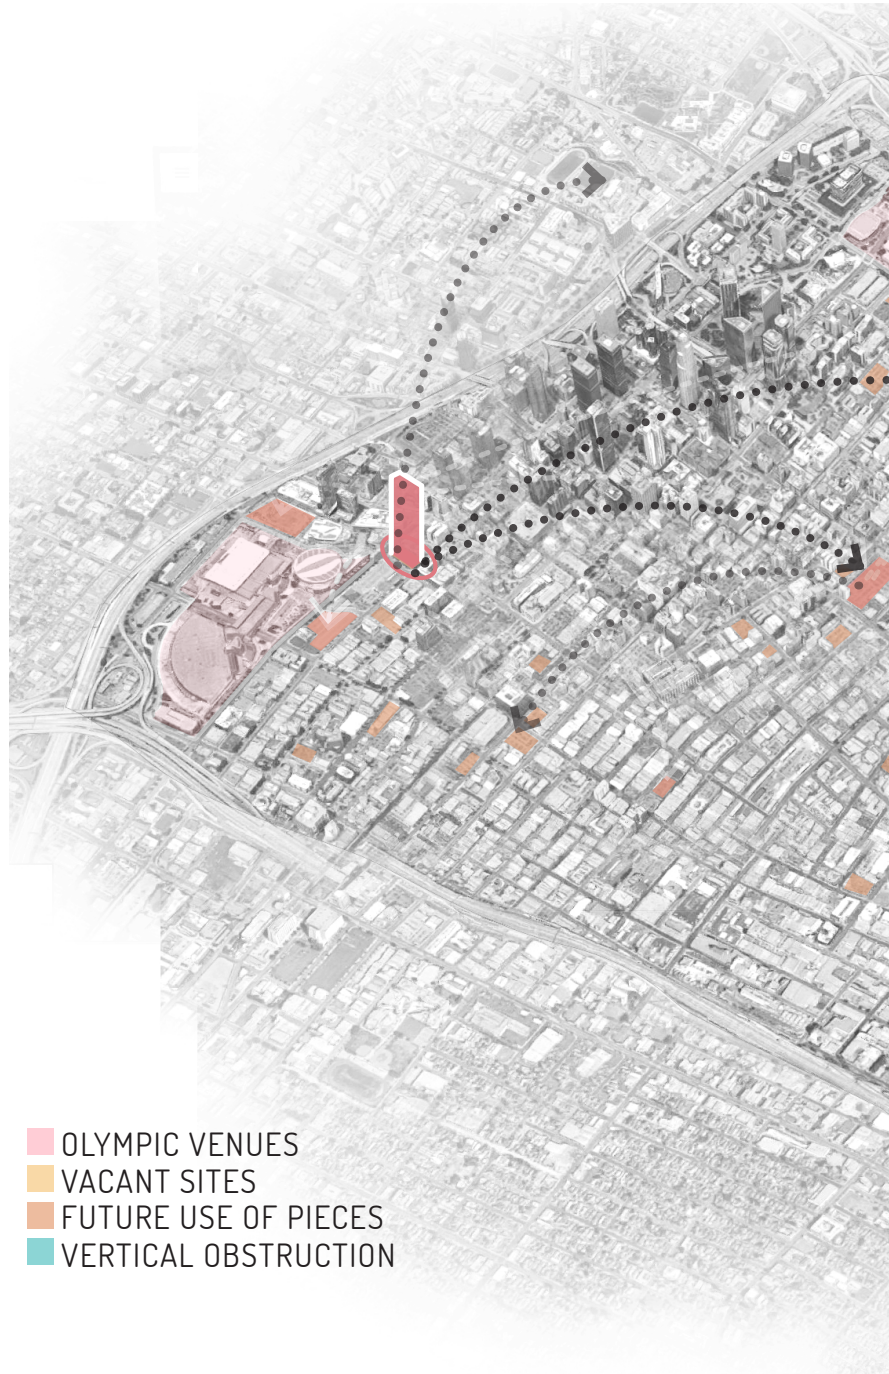 OLYMPIC VENUES
VACANT SITES
FUTURE USE OF PIECES
VERTICAL OBSTRUCTION